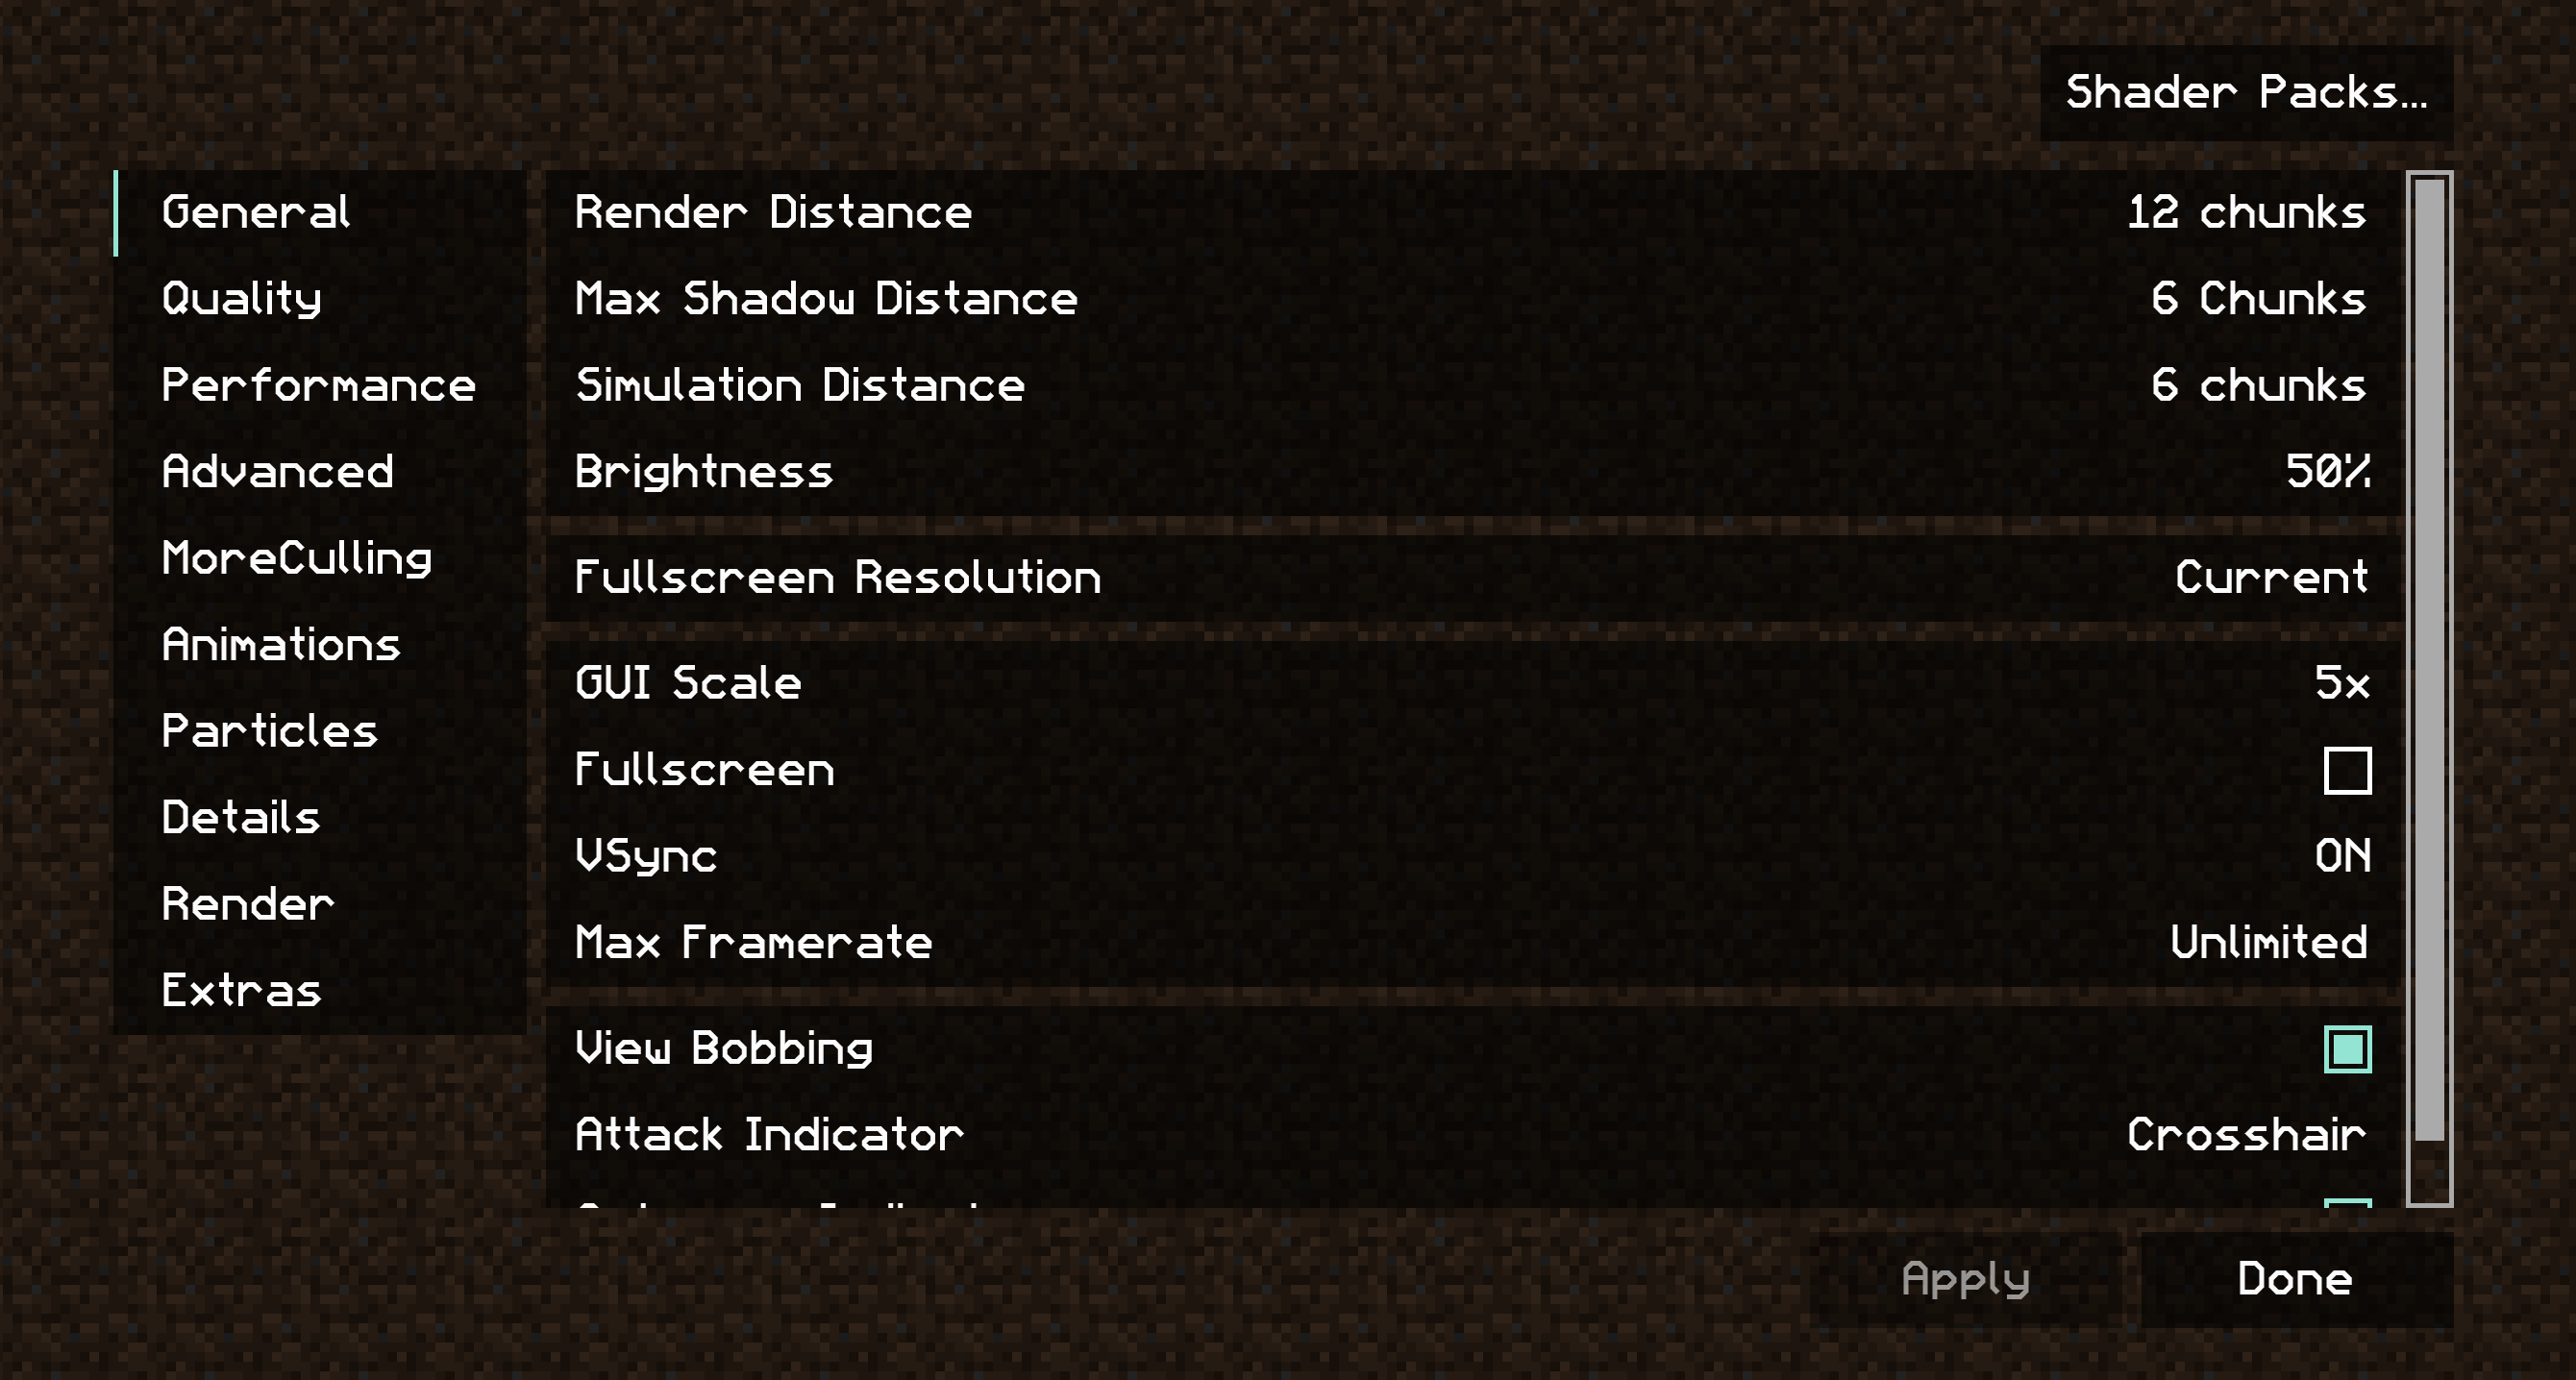 Shader Packs...
General
Quality
Performance
Advanced
MoreCulling
Animations
Particles
Details
Render
Extras
Render Distance 12 chunks
Max Shadow Distance 6 Chunks
Simulation Distance 6 chunks
Brightness 50%
Fullscreen Resolution Current
GUI Scale 5x
Fullscreen
VSync ON
Max Framerate Unlimited
View Bobbing
Attack Indicator Crosshair
Apply Done